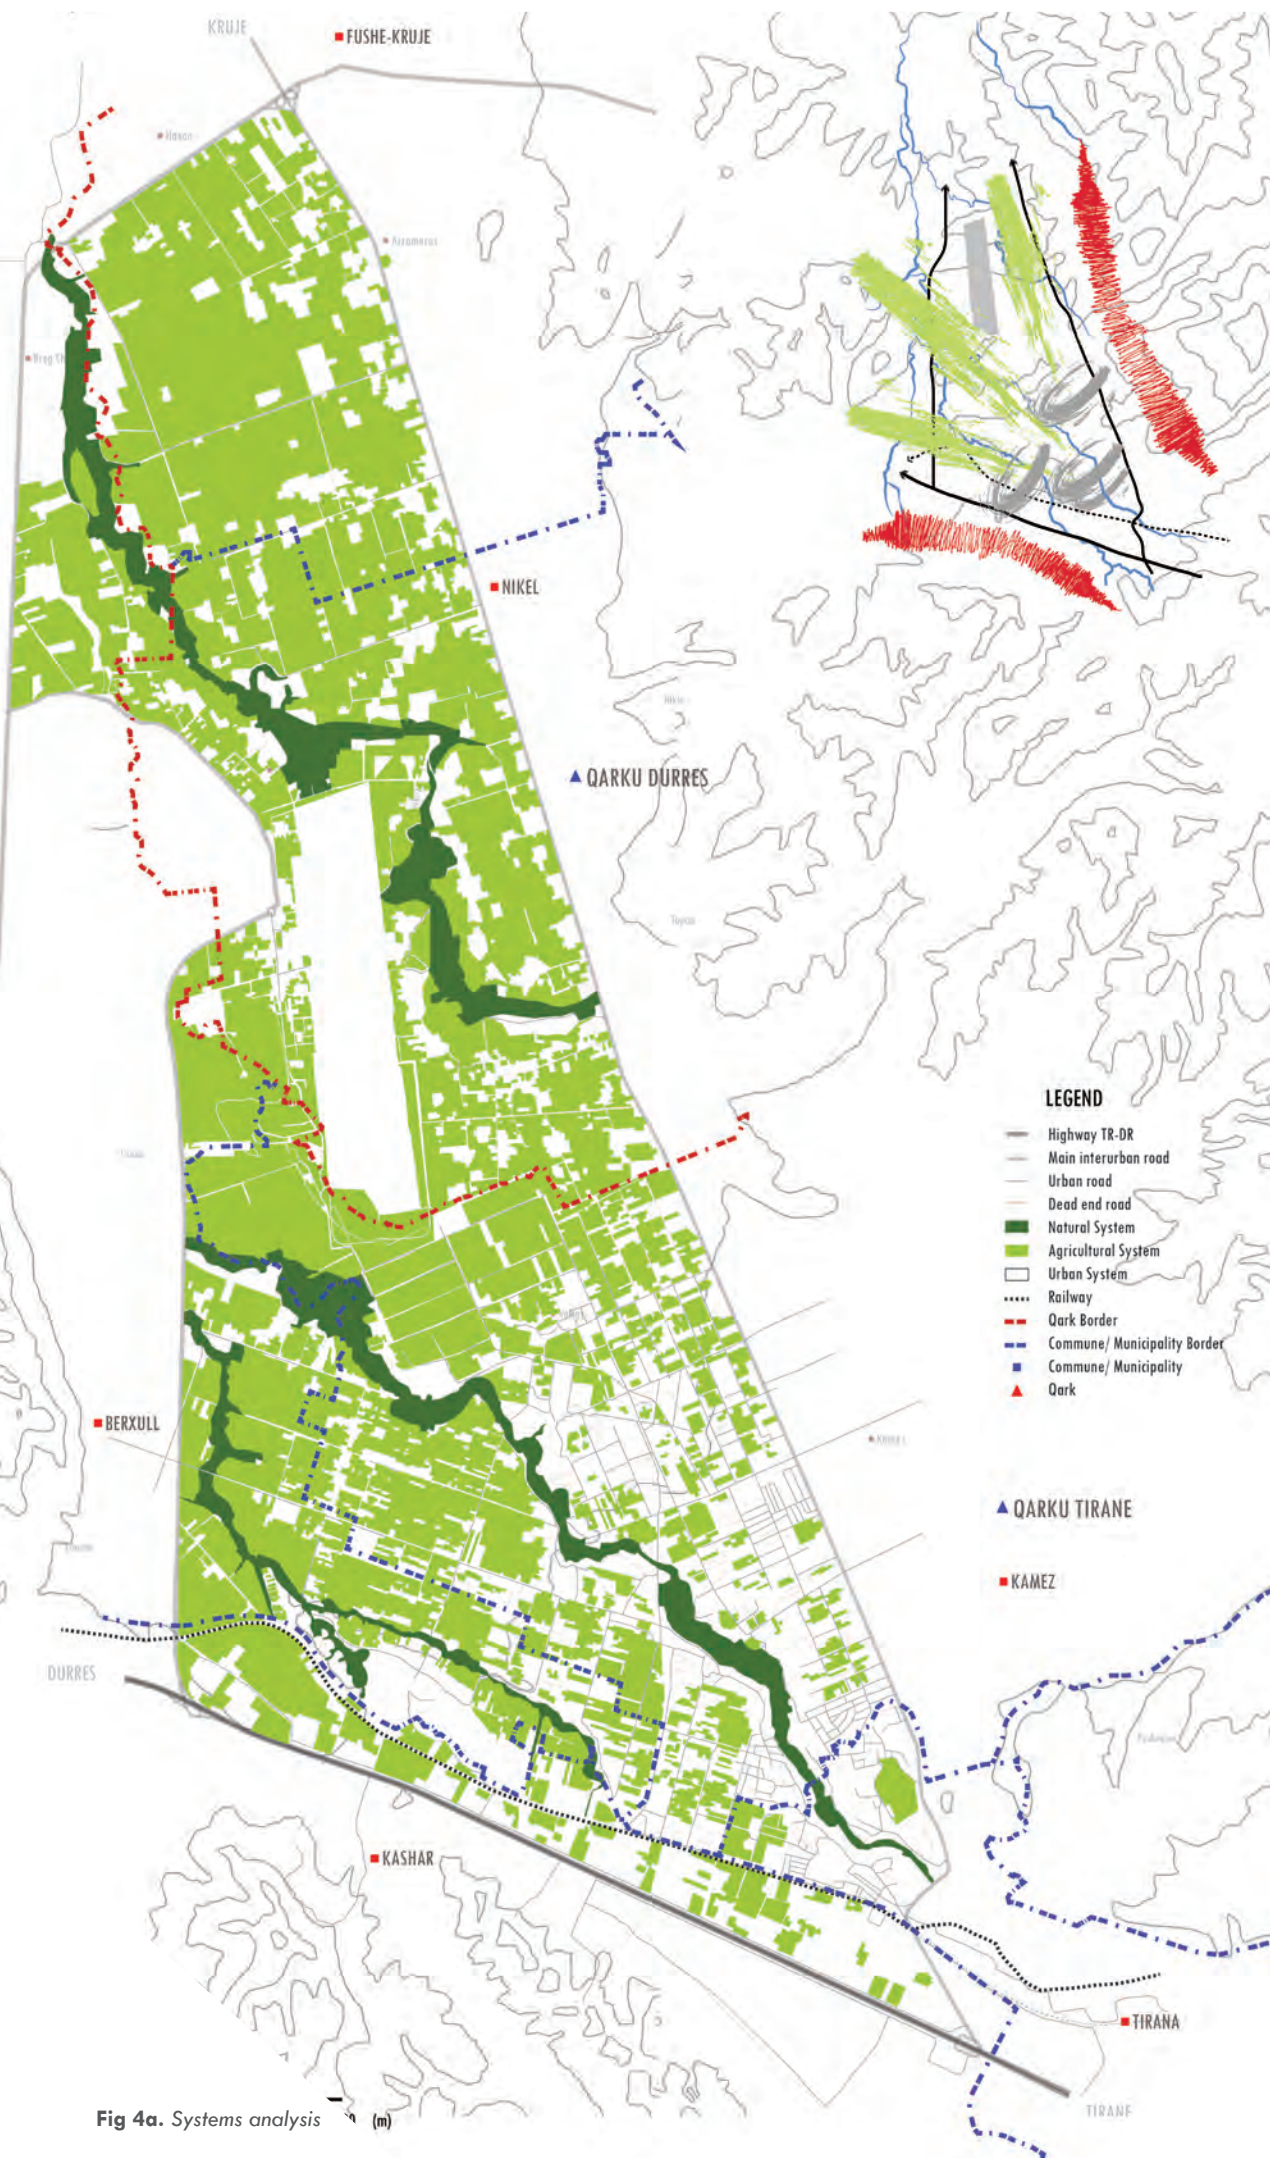 KRUJE
FUSHE-KRUJE
NIKEL
QARKU DURRES
LEGEND
Highway TR-DR
Main interurban road
Urban road
Dead end road
Natural System
Agricultural System
Urban System
Railway
Qark Border
Commune/ Municipality Border
Commune/ Municipality
Qark
BERXULL
QARKU TIRANE
KAMEZ
DURRES
KASHAR
TIRANA
TIRANE
Fig 4a. Systems analysis
(m)